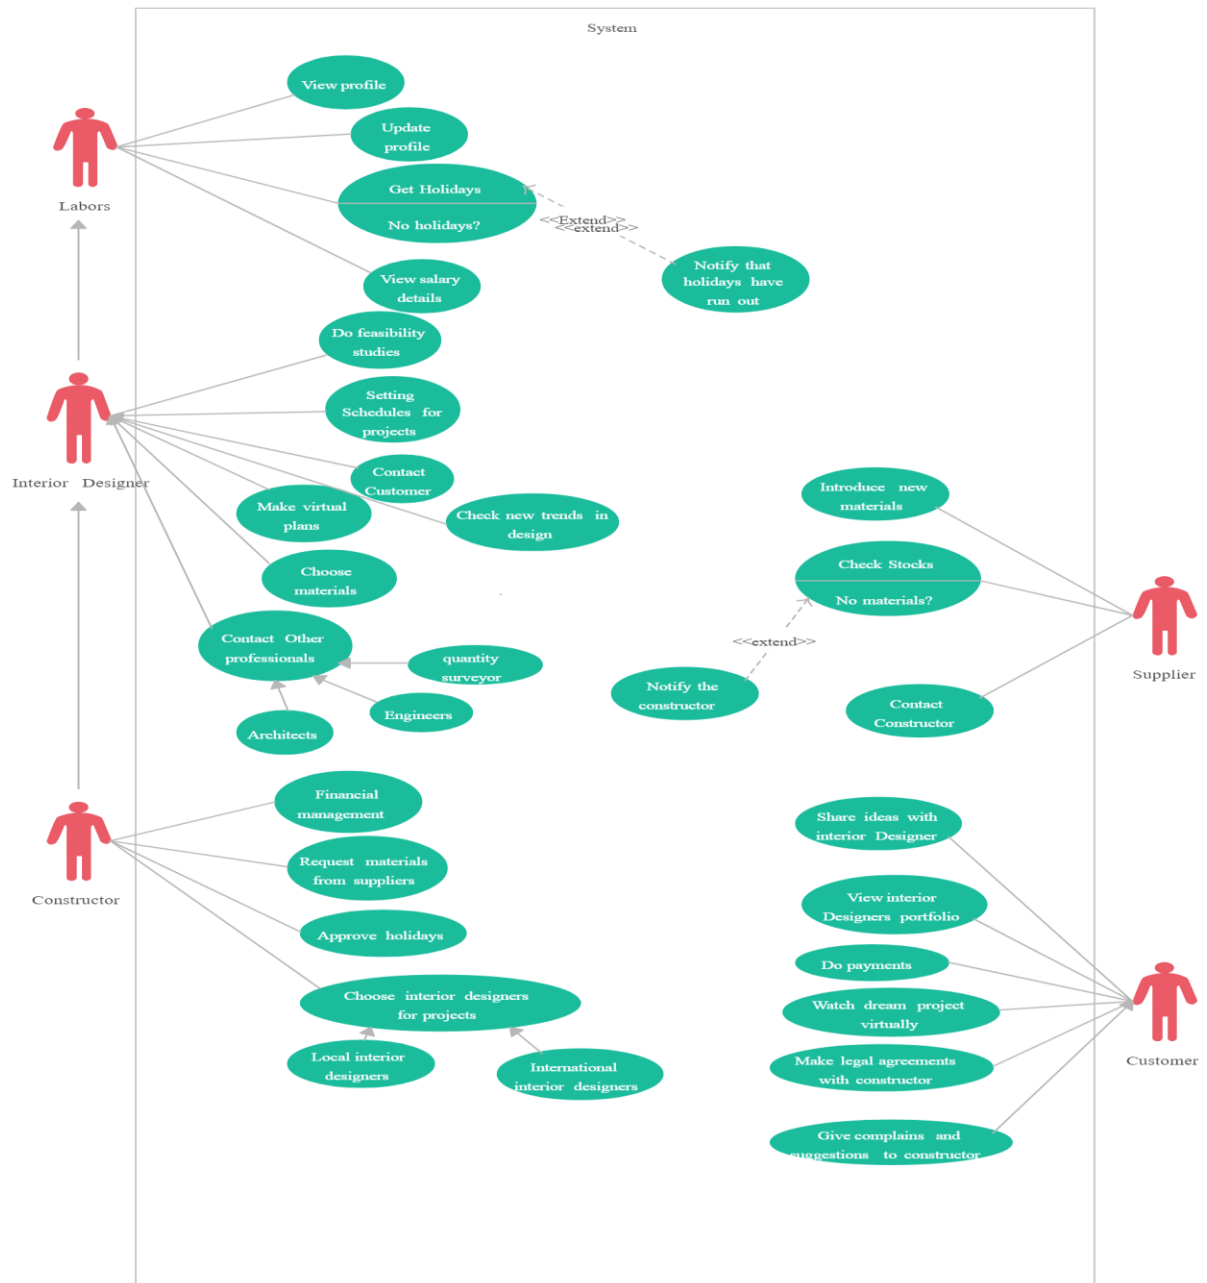 System
View profile
Update
profile
Labors
Get Holidays
No holidays?
<<Extend>>
<<extend>>
Notify that
holidays have
run out
View salary
details
Do feasibility
studies
Setting
Schedules for
projects
Interior Designer
Contact
Customer
Make virtual
plans
Check new trends in
design
Choose
materials
Contact Other
professionals
quantity
surveyor
Engineers
Architects
Introduce new
materials
Check Stocks
No materials?
<<extend>>
Notify the
constructor
Contact
Constructor
Supplier
Financial
management
Request materials
from suppliers
Constructor
Approve holidays
Choose interior designers
for projects
Local interior
designers
International
interior designers
Share ideas with
interior Designer
View interior
Designers portfolio
Do payments
Watch dream project
virtually
Make legal agreements
with constructor
Customer
Give complains and
suggestions to constructor